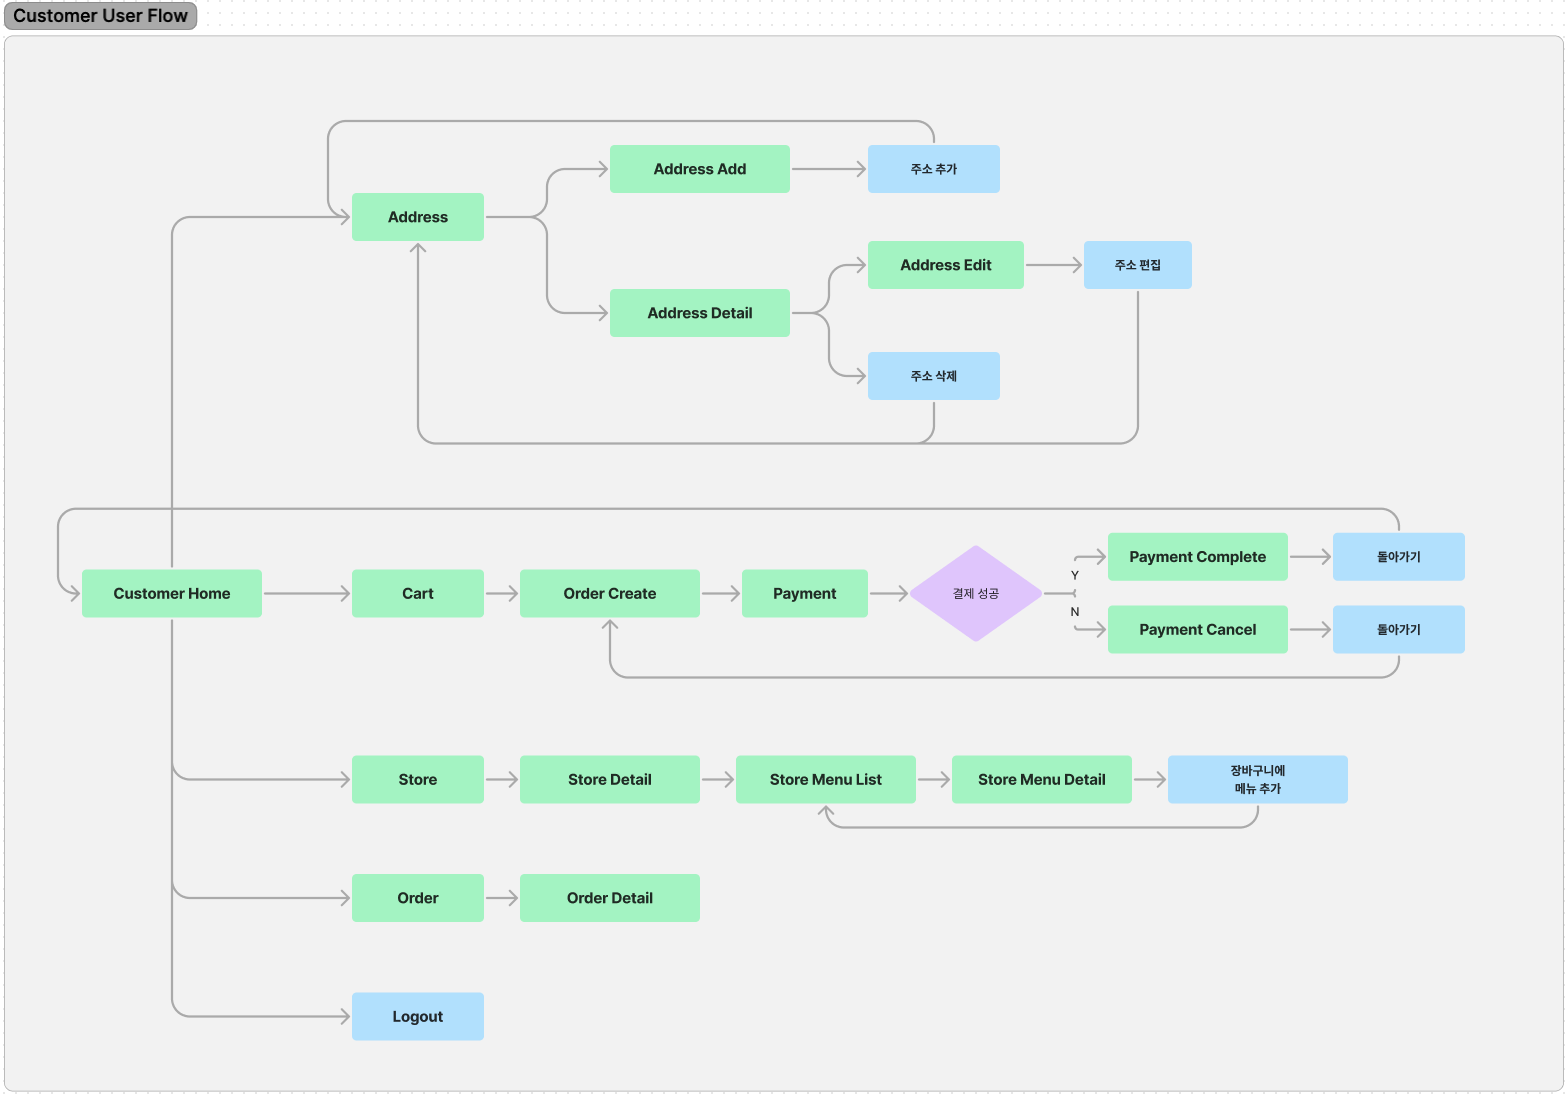 Customer User Flow
Address Add
주소 추가
Address
Address Edit
주소 편집
Address Detail
주소 삭제
Payment Complete
돌아가기
Y
Customer Home
Cart
Order Create
Payment
결제 성공
N
Payment Cancel
돌아가기
Store
Store Detail
Store Menu List
Store Menu Detail
장바구니에
메뉴 추가
Order
Order Detail
Logout